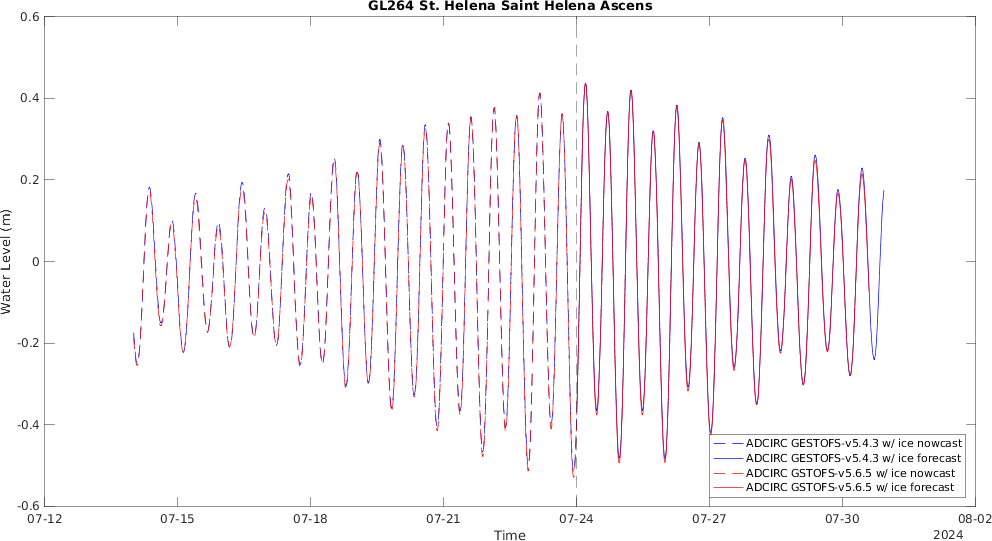 GL264 St. Helena Saint Helena Ascens
Water Level (m)
0.6
0.4
0.2
0
-0.2
-0.4
-0.6
07-12
07-15
07-18
07-21
07-24
07-27
07-30
08-02
Time
2024
ADCIRC GESTOFS-v5.4.3 w/ ice nowcast
ADCIRC GESTOFS-v5.4.3 w/ ice forecast
ADCIRC GSTOFS-v5.6.5 w/ ice nowcast
ADCIRC GSTOFS-v5.6.5 w/ ice forecast